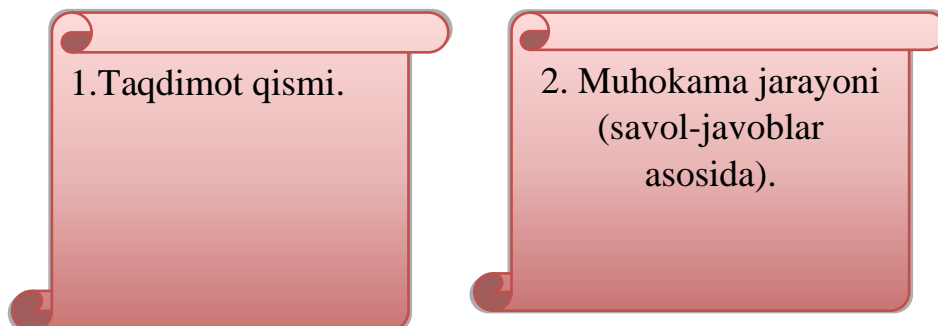 1.Taqdimot qismi.
2. Muhokama jarayoni
(savol-javoblar
asosida).